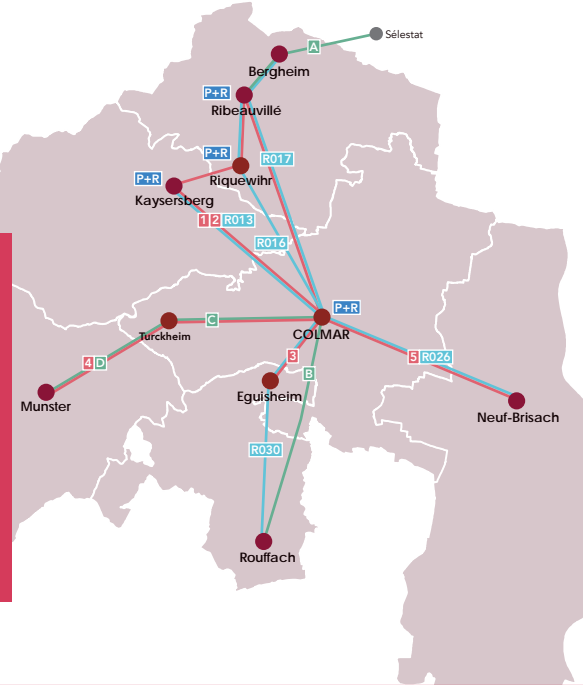 A
Sélestat
Bergheim
P+R
Ribeauvillé
P+R
R017
Riquewihr
P+R
Kaysersberg
1 2 R013
R016
P+R
C
COLMAR
Turckheim
3
5 R026
4 D
B
Munster
Eguisheim
Neuf-Brisach
R030
Rouffach